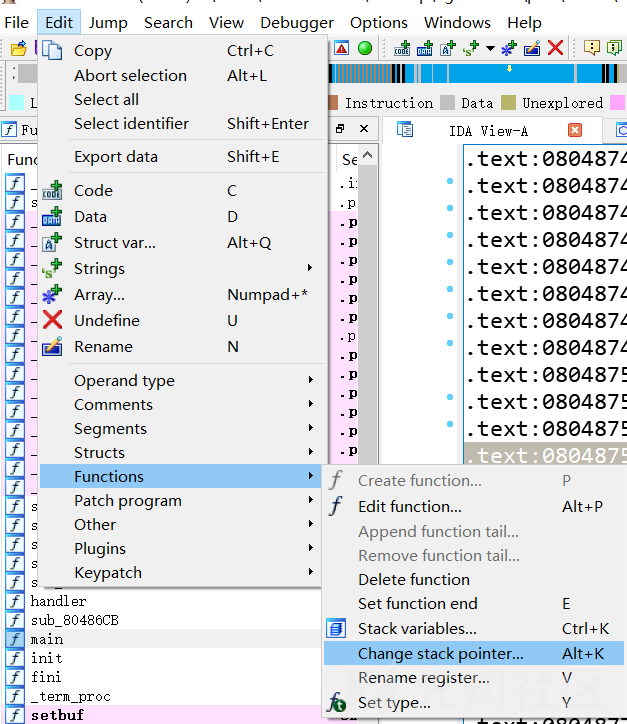 File Edit Jump Search View Debugger Options Windows Help
Copy Ctrl+C
Abort selection Alt+L
Select all
Select identifier Shift+Enter
Export data Shift+E
Code C
Data D
Struct var... Alt+Q
Strings
Array... Numpad+*
Undefine U
Rename N
Operand type
Comments
Segments
Structs
Functions
Patch program
Other
Plugins
Keypatch
Create function... P
Edit function... Alt+P
Append function tail...
Remove function tail...
Delete function
Set function end E
Stack variables... Ctrl+K
Change stack pointer... Alt+K
Rename register... V
Set type... Y
Instruction Data Unexplored
IDA View-A
.text:0804874
.text:0804874
.text:0804874
.text:0804874
.text:0804874
.text:0804874
.text:0804874
.text:0804874
.text:0804875
.text:0804875
.text:0804875
handler
sub_80486CB
main
init
fini
_term_proc
setbuf